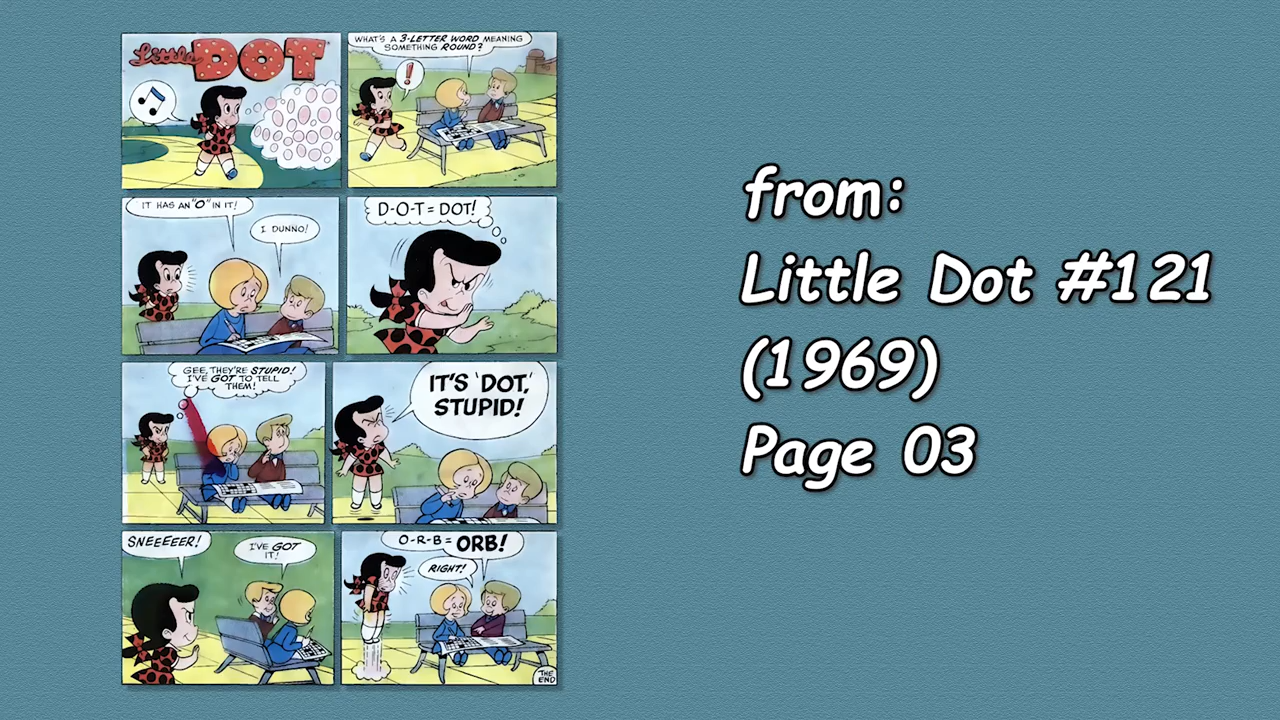 Little DOT
WHAT'S A 3-LETTER WORD MEANING
SOMETHING ROUND?
!
IT HAS AN "O" IN IT!
I DUNNO!
D-O-T = DOT!
GEE, THEY'RE STUPID!
I'VE GOT TO TELL
THEM!
IT'S 'DOT,'
STUPID!
SNEEEEER!
I'VE GOT
IT!
O-R-B = ORB!
RIGHT!
THE
END
from:
Little Dot #121
(1969)
Page 03